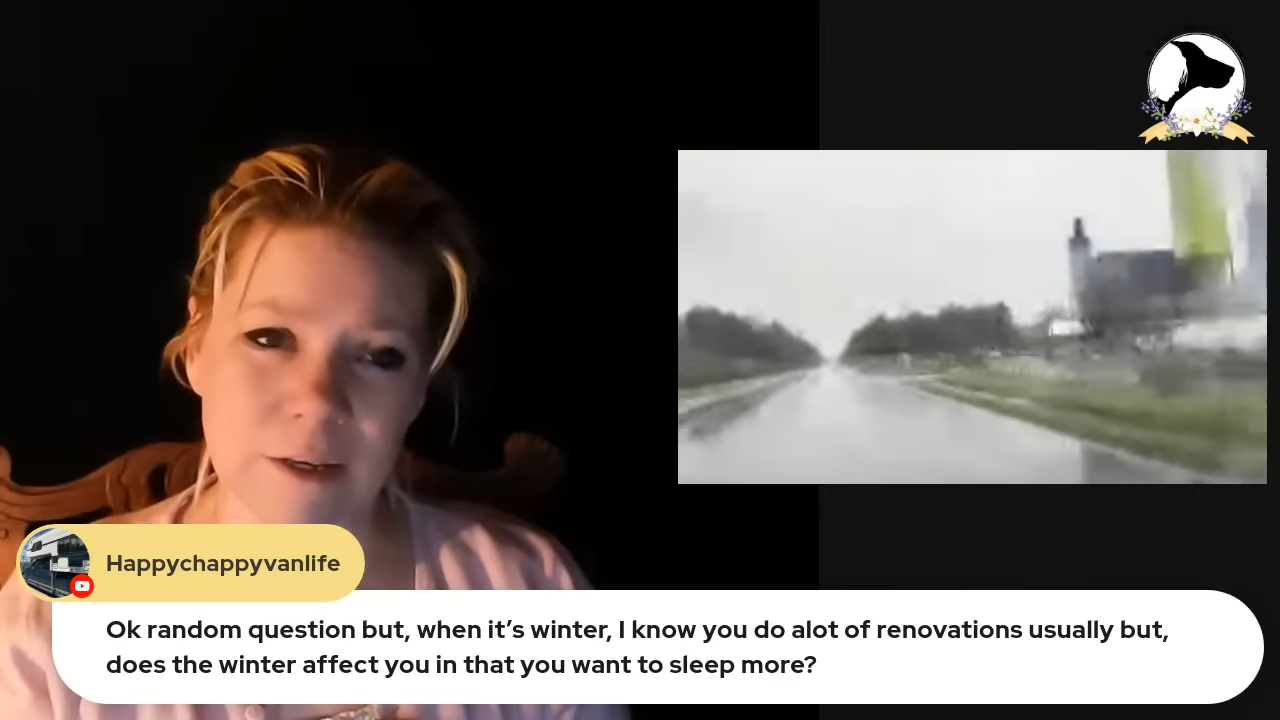 Happychappyvanlife
Ok random question but, when it's winter, I know you do alot of renovations usually but,
does the winter affect you in that you want to sleep more?